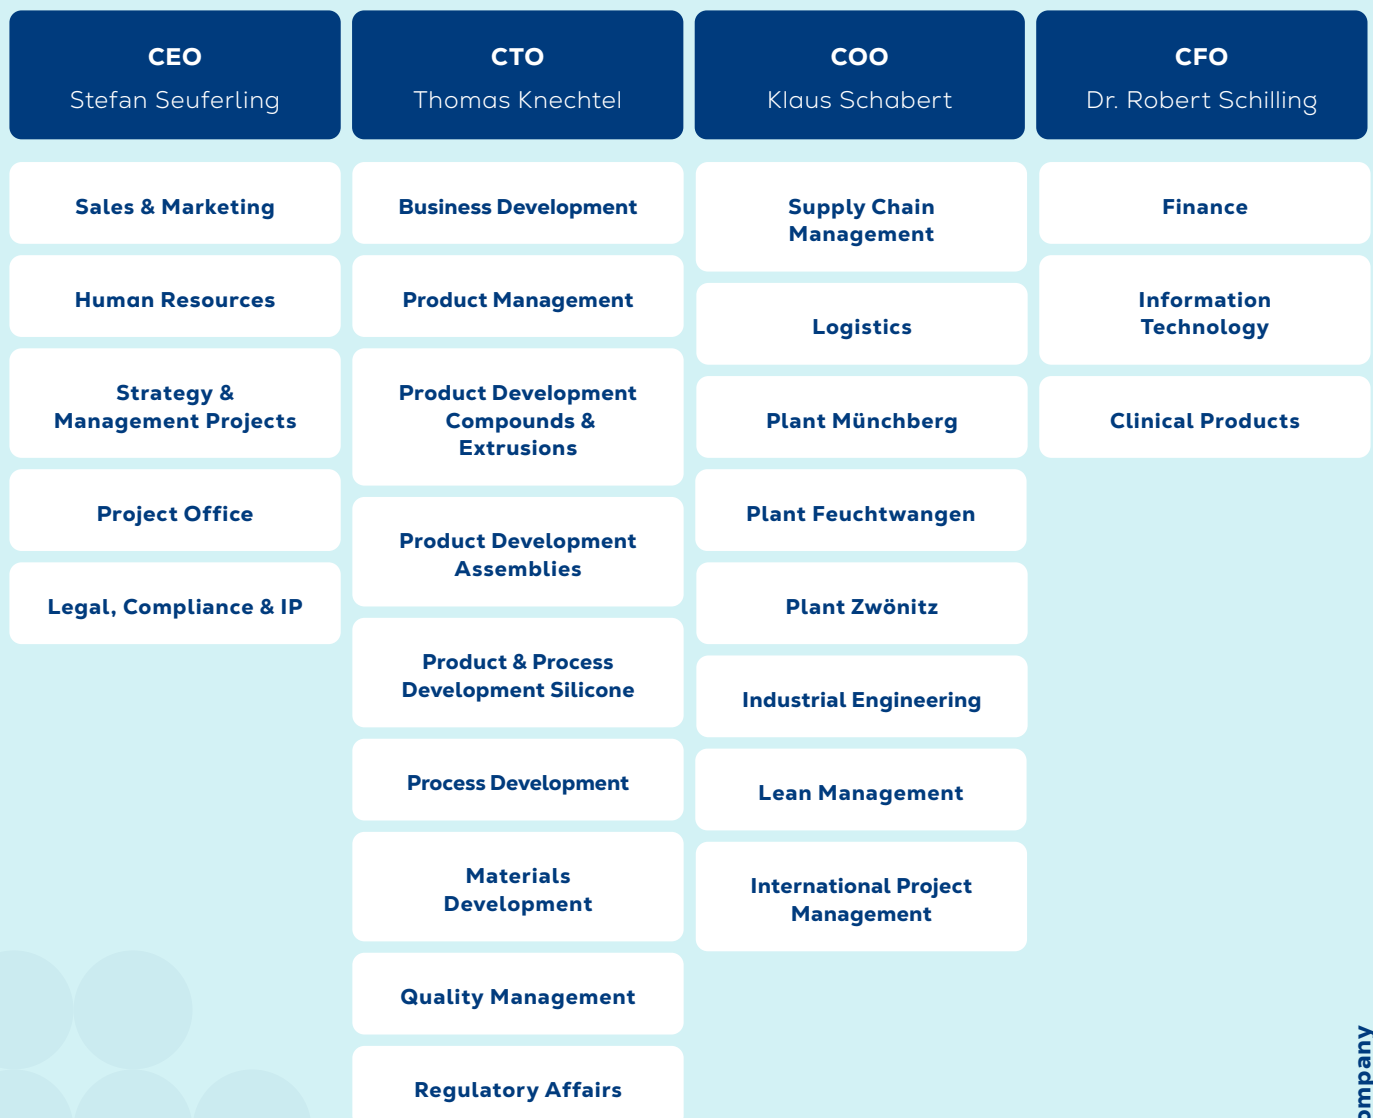 CEO
Stefan Seuferling
Sales & Marketing
Human Resources
Strategy &
Management Projects
Project Office
Legal, Compliance & IP
CTO
Thomas Knechtel
Business Development
Product Management
Product Development
Compounds &
Extrusions
Product Development
Assemblies
Product & Process
Development Silicone
Process Development
Materials
Development
Quality Management
Regulatory Affairs
COO
Klaus Schabert
Supply Chain
Management
Logistics
Plant Münchberg
Plant Feuchtwangen
Plant Zwönitz
Industrial Engineering
Lean Management
International Project
Management
CFO
Dr. Robert Schilling
Finance
Information
Technology
Clinical Products